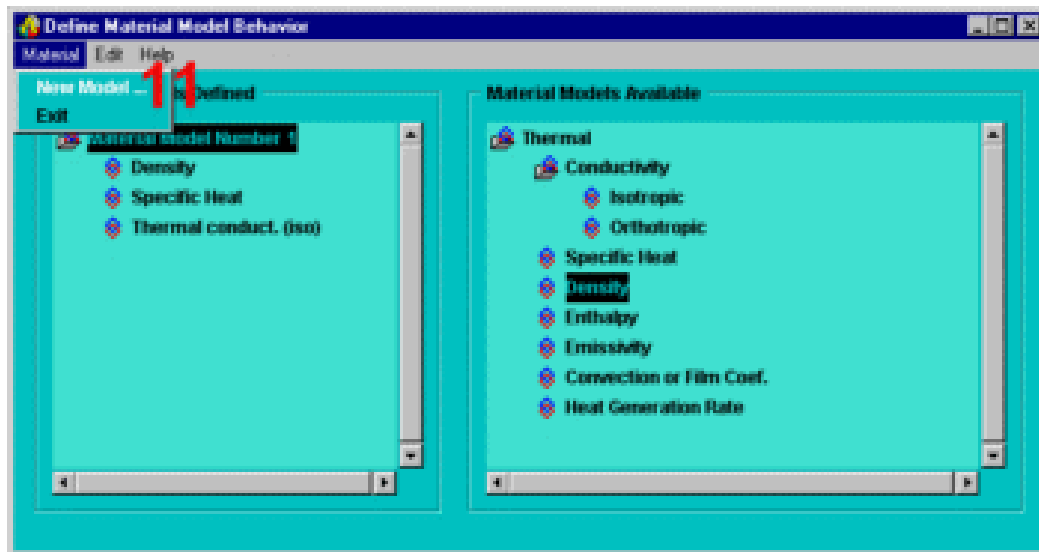 Define Material Model Behavior
Material Edit Help
New Model ...
11
Exit
ls Defined
Material Models Available
Material Model Number 1
Density
Specific Heat
Thermal conduct. (iso)
Thermal
Conductivity
Isotropic
Orthotropic
Specific Heat
Density
Enthalpy
Emissivity
Convection or Film Coef.
Heat Generation Rate